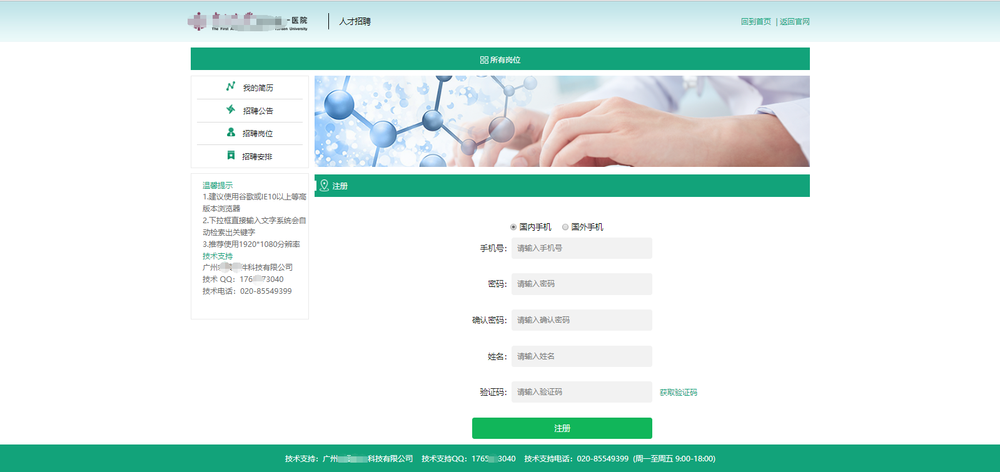 一医院
The First
University
人才招聘
回到首页 | 返回官网
所有岗位
我的简历
招聘公告
招聘岗位
招聘安排
温馨提示
1.建议使用谷歌或IE10以上等高
版本浏览器
2.下拉框直接输入文字系统会自
动检索出关键字
3.推荐使用1920*1080分辨率
技术支持
广州 件科技有限公司
技术 QQ：176 73040
技术电话：020-85549399
注册
国内手机 国外手机
手机号： 请输入手机号
密码： 请输入密码
确认密码： 请输入确认密码
姓名： 请输入姓名
验证码： 请输入验证码 获取验证码
注册
技术支持：广州 科技有限公司 技术支持QQ：1765 3040 技术支持电话：020-85549399 (周一至周五 9:00-18:00)